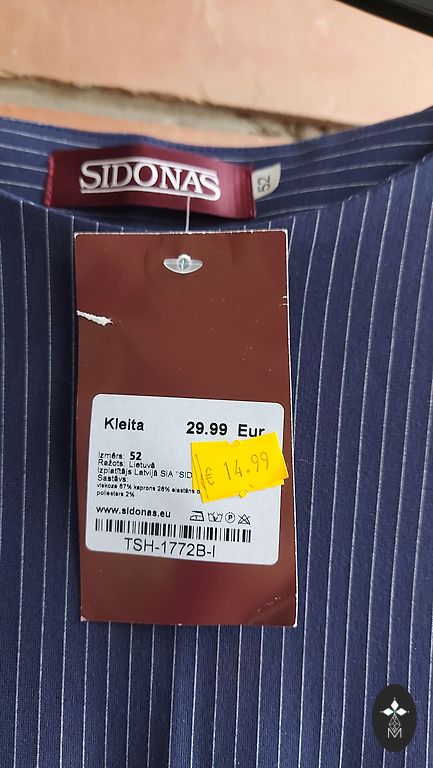 SIDONAS
52
Kleita 29.99 Eur
Izmērs: 52
Ražots: Lietuvā
Izplatītājs Latvijā SIA "SID
€ 14.99
Sastāvs:
viskoze 67% kaprons 26% elastāns
poliesters 2%
www.sidonas.eu
TSH-1772B-I
M